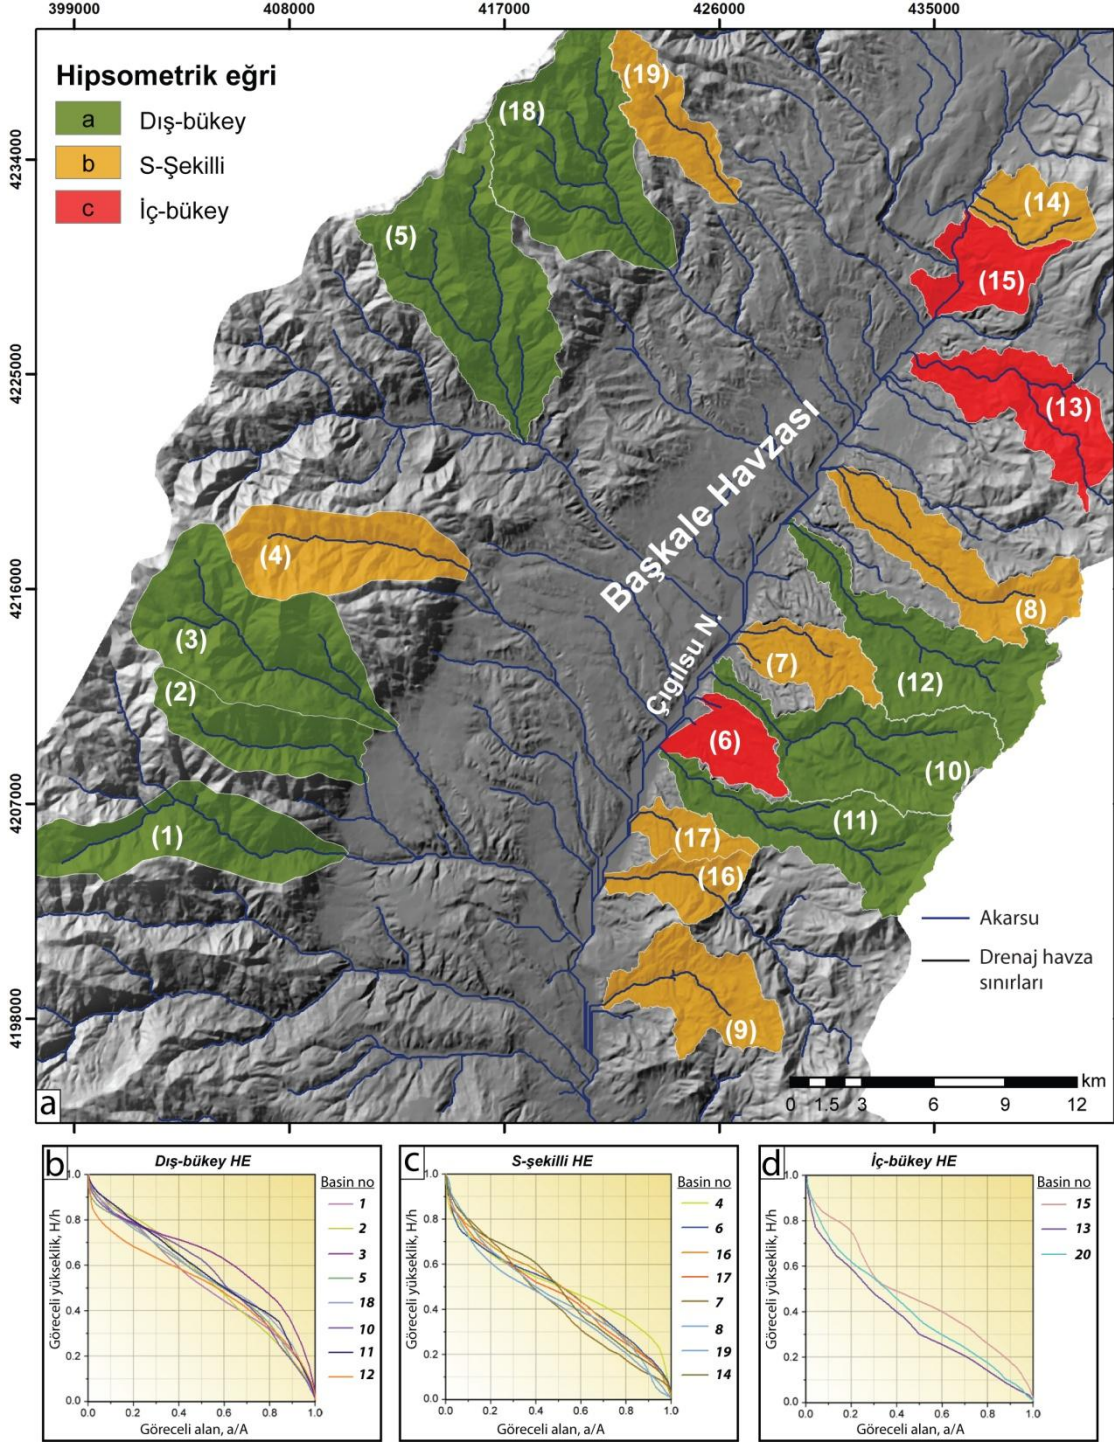 399000 408000 417000 426000 435000
4234000
4225000
4216000
4207000
4198000
Hipsometrik eğri
a Dış-bükey
b S-Şekilli
c İç-bükey
(19)
(18)
(14)
(5)
(15)
(13)
Başkale Havzası
(4)
(8)
(3)
(7)
(2)
Çığılsu N.
(12)
(6)
(10)
(1)
(17)
(11)
(16)
Akarsu
Drenaj havza
sınırları
(9)
km
0 1.5 3 6 9 12
a
b
Dış-bükey HE
Göreceli yükseklik, H/h
1.0
0.8
0.6
0.4
0.2
0.0
0.0 0.2 0.4 0.6 0.8 1.0
Göreceli alan, a/A
Basin no
1
2
3
5
18
10
11
12
c
S-şekilli HE
Göreceli yükseklik, H/h
1.0
0.8
0.6
0.4
0.2
0.0
0.0 0.2 0.4 0.6 0.8 1.0
Göreceli alan, a/A
Basin no
4
6
16
17
7
8
19
14
d
İç-bükey HE
Göreceli yükseklik, H/h
1.0
0.8
0.6
0.4
0.2
0.0
0.0 0.2 0.4 0.6 0.8 1.0
Göreceli alan, a/A
Basin no
15
13
20